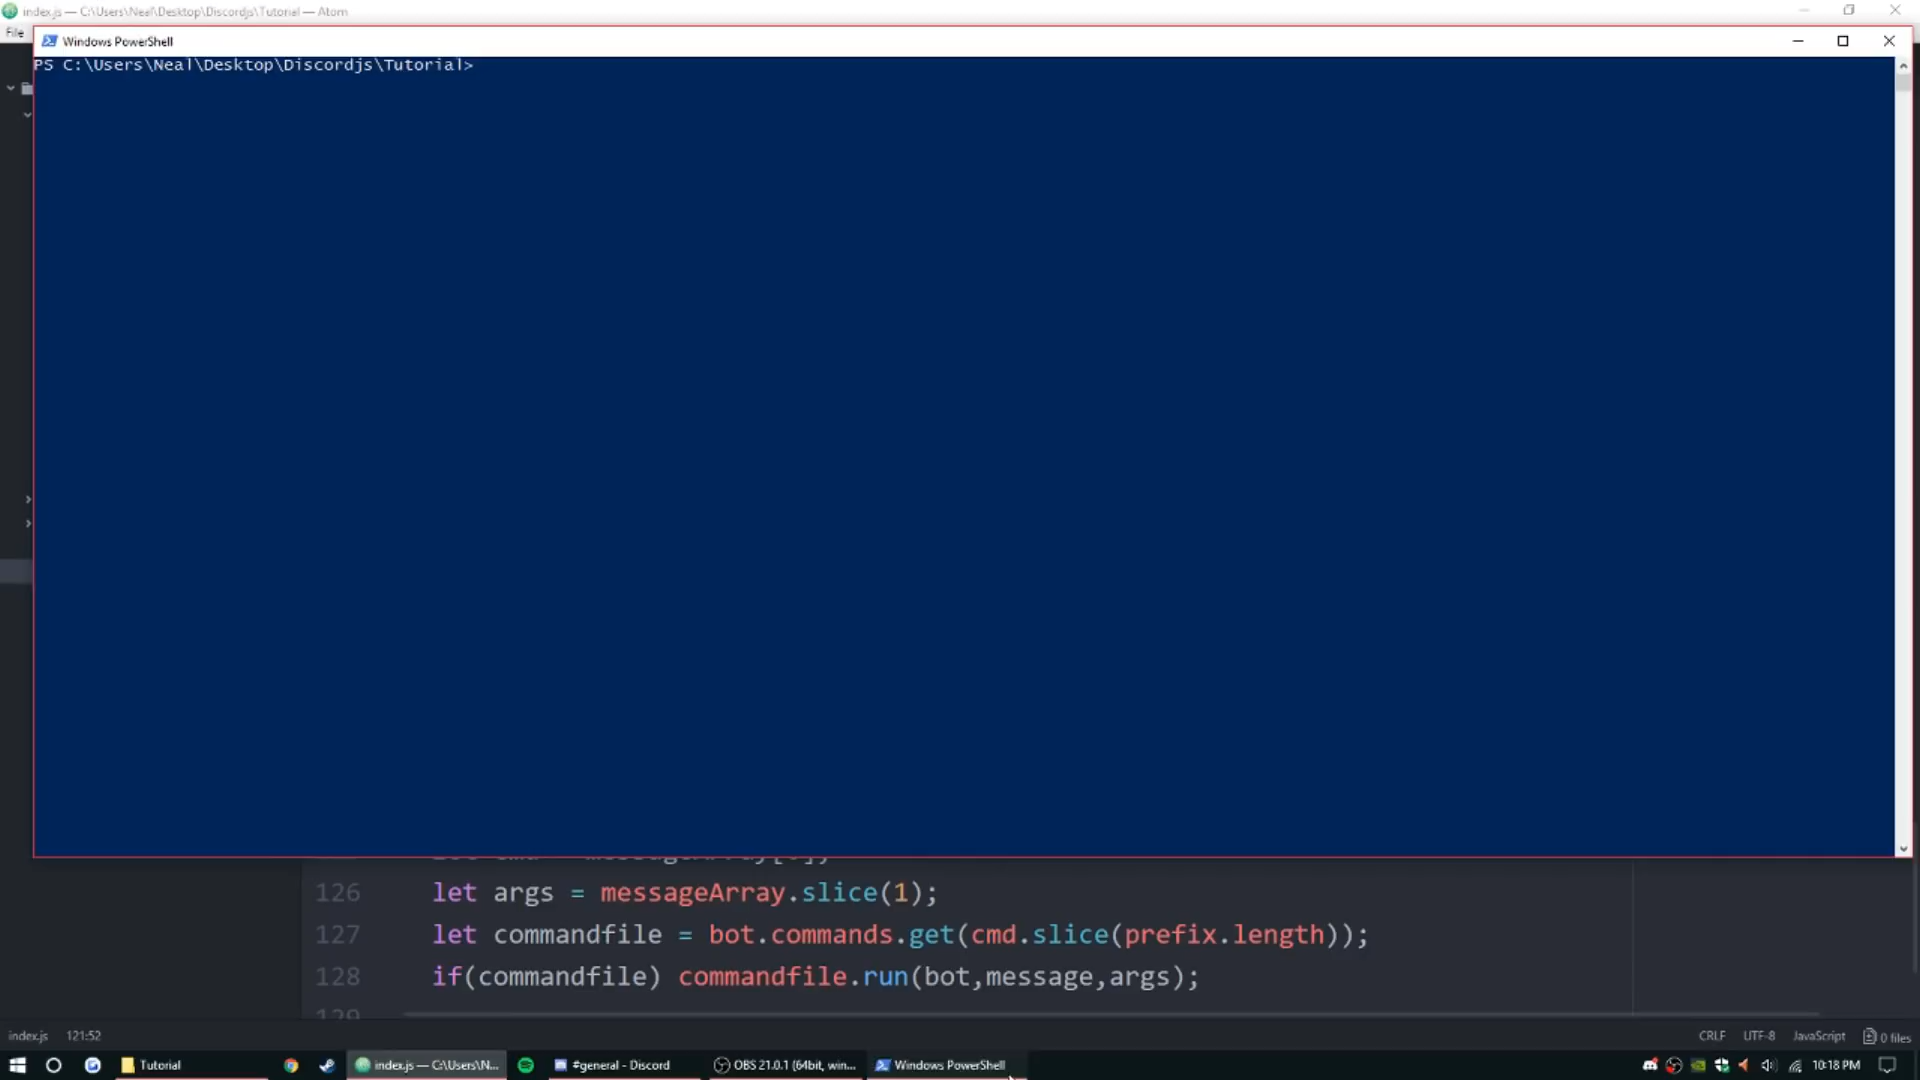 index.js — C:\Users\Neal\Desktop\Discordjs\Tutorial — Atom
File
Windows PowerShell
PS C:\Users\Neal\Desktop\Discordjs\Tutorial>
126 let args = messageArray.slice(1);
127 let commandfile = bot.commands.get(cmd.slice(prefix.length));
128 if(commandfile) commandfile.run(bot,message,args);
129
index.js 121:52 CRLF UTF-8 JavaScript 0 files
Tutorial index.js — C:\Users\N... #general - Discord OBS 21.0.1 (64bit, win... Windows PowerShell 10:18 PM